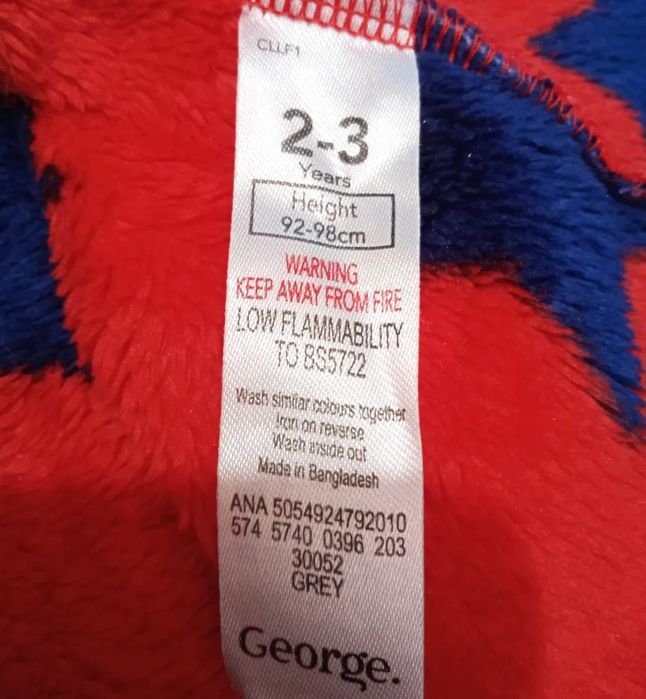 CLLF1
2-3
Years
Height
92-98cm
WARNING
KEEP AWAY FROM FIRE
LOW FLAMMABILITY
TO BS5722
Wash similar colours together
Iron on reverse
Wash inside out
Made in Bangladesh
ANA 5054924792010
574 5740 0396 203
30052
GREY
George.